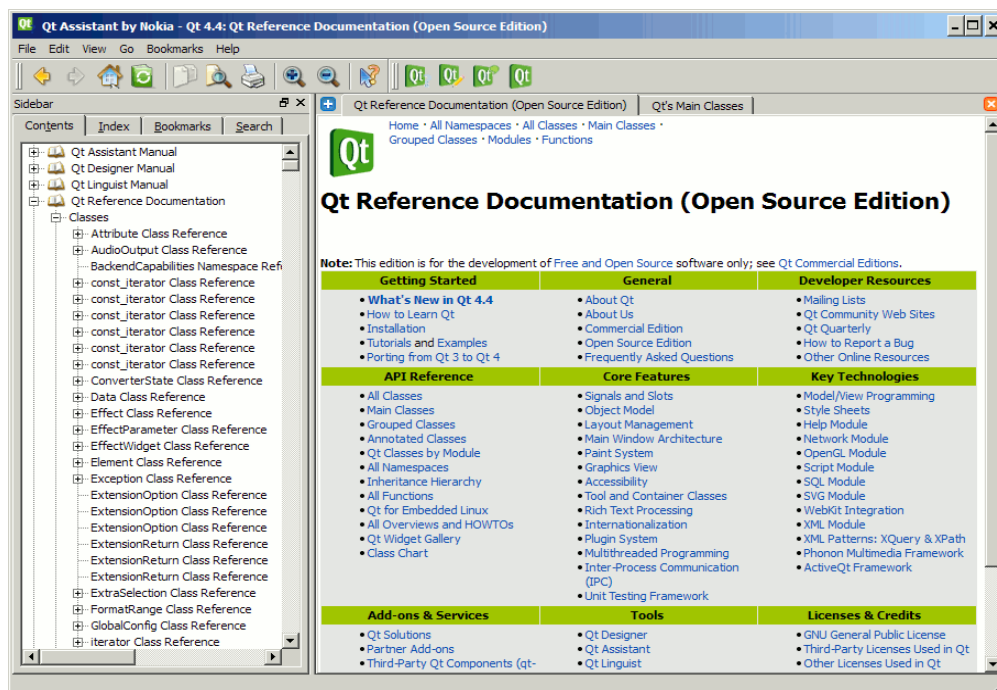 Qt Assistant by Nokia - Qt 4.4: Qt Reference Documentation (Open Source Edition)
File Edit View Go Bookmarks Help
Qt Qt Qt Qt
Sidebar
Contents Index Bookmarks Search
Qt Assistant Manual
Qt Designer Manual
Qt Linguist Manual
Qt Reference Documentation
Classes
Attribute Class Reference
AudioOutput Class Reference
BackendCapabilities Namespace Ref
const_iterator Class Reference
const_iterator Class Reference
const_iterator Class Reference
const_iterator Class Reference
const_iterator Class Reference
const_iterator Class Reference
ConverterState Class Reference
Data Class Reference
Effect Class Reference
EffectParameter Class Reference
EffectWidget Class Reference
Element Class Reference
Exception Class Reference
ExtensionOption Class Reference
ExtensionOption Class Reference
ExtensionOption Class Reference
ExtensionReturn Class Reference
ExtensionReturn Class Reference
ExtensionReturn Class Reference
ExtraSelection Class Reference
FormatRange Class Reference
GlobalConfig Class Reference
iterator Class Reference
Qt Reference Documentation (Open Source Edition) Qt's Main Classes
Qt
Home · All Namespaces · All Classes · Main Classes ·
Grouped Classes · Modules · Functions
Qt Reference Documentation (Open Source Edition)
Note: This edition is for the development of Free and Open Source software only; see Qt Commercial Editions.
Getting Started
• What's New in Qt 4.4
• How to Learn Qt
• Installation
• Tutorials and Examples
• Porting from Qt 3 to Qt 4
General
• About Qt
• About Us
• Commercial Edition
• Open Source Edition
• Frequently Asked Questions
Developer Resources
• Mailing Lists
• Qt Community Web Sites
• Qt Quarterly
• How to Report a Bug
• Other Online Resources
API Reference
• All Classes
• Main Classes
• Grouped Classes
• Annotated Classes
• Qt Classes by Module
• All Namespaces
• Inheritance Hierarchy
• All Functions
• Qt for Embedded Linux
• All Overviews and HOWTOs
• Qt Widget Gallery
• Class Chart
Core Features
• Signals and Slots
• Object Model
• Layout Management
• Main Window Architecture
• Paint System
• Graphics View
• Accessibility
• Tool and Container Classes
• Rich Text Processing
• Internationalization
• Plugin System
• Multithreaded Programming
• Inter-Process Communication
(IPC)
• Unit Testing Framework
Key Technologies
• Model/View Programming
• Style Sheets
• Help Module
• Network Module
• OpenGL Module
• Script Module
• SQL Module
• SVG Module
• WebKit Integration
• XML Module
• XML Patterns: XQuery & XPath
• Phonon Multimedia Framework
• ActiveQt Framework
Add-ons & Services
• Qt Solutions
• Partner Add-ons
• Third-Party Qt Components (qt-
Tools
• Qt Designer
• Qt Assistant
• Qt Linguist
Licenses & Credits
• GNU General Public License
• Third-Party Licenses Used in Qt
• Other Licenses Used in Qt